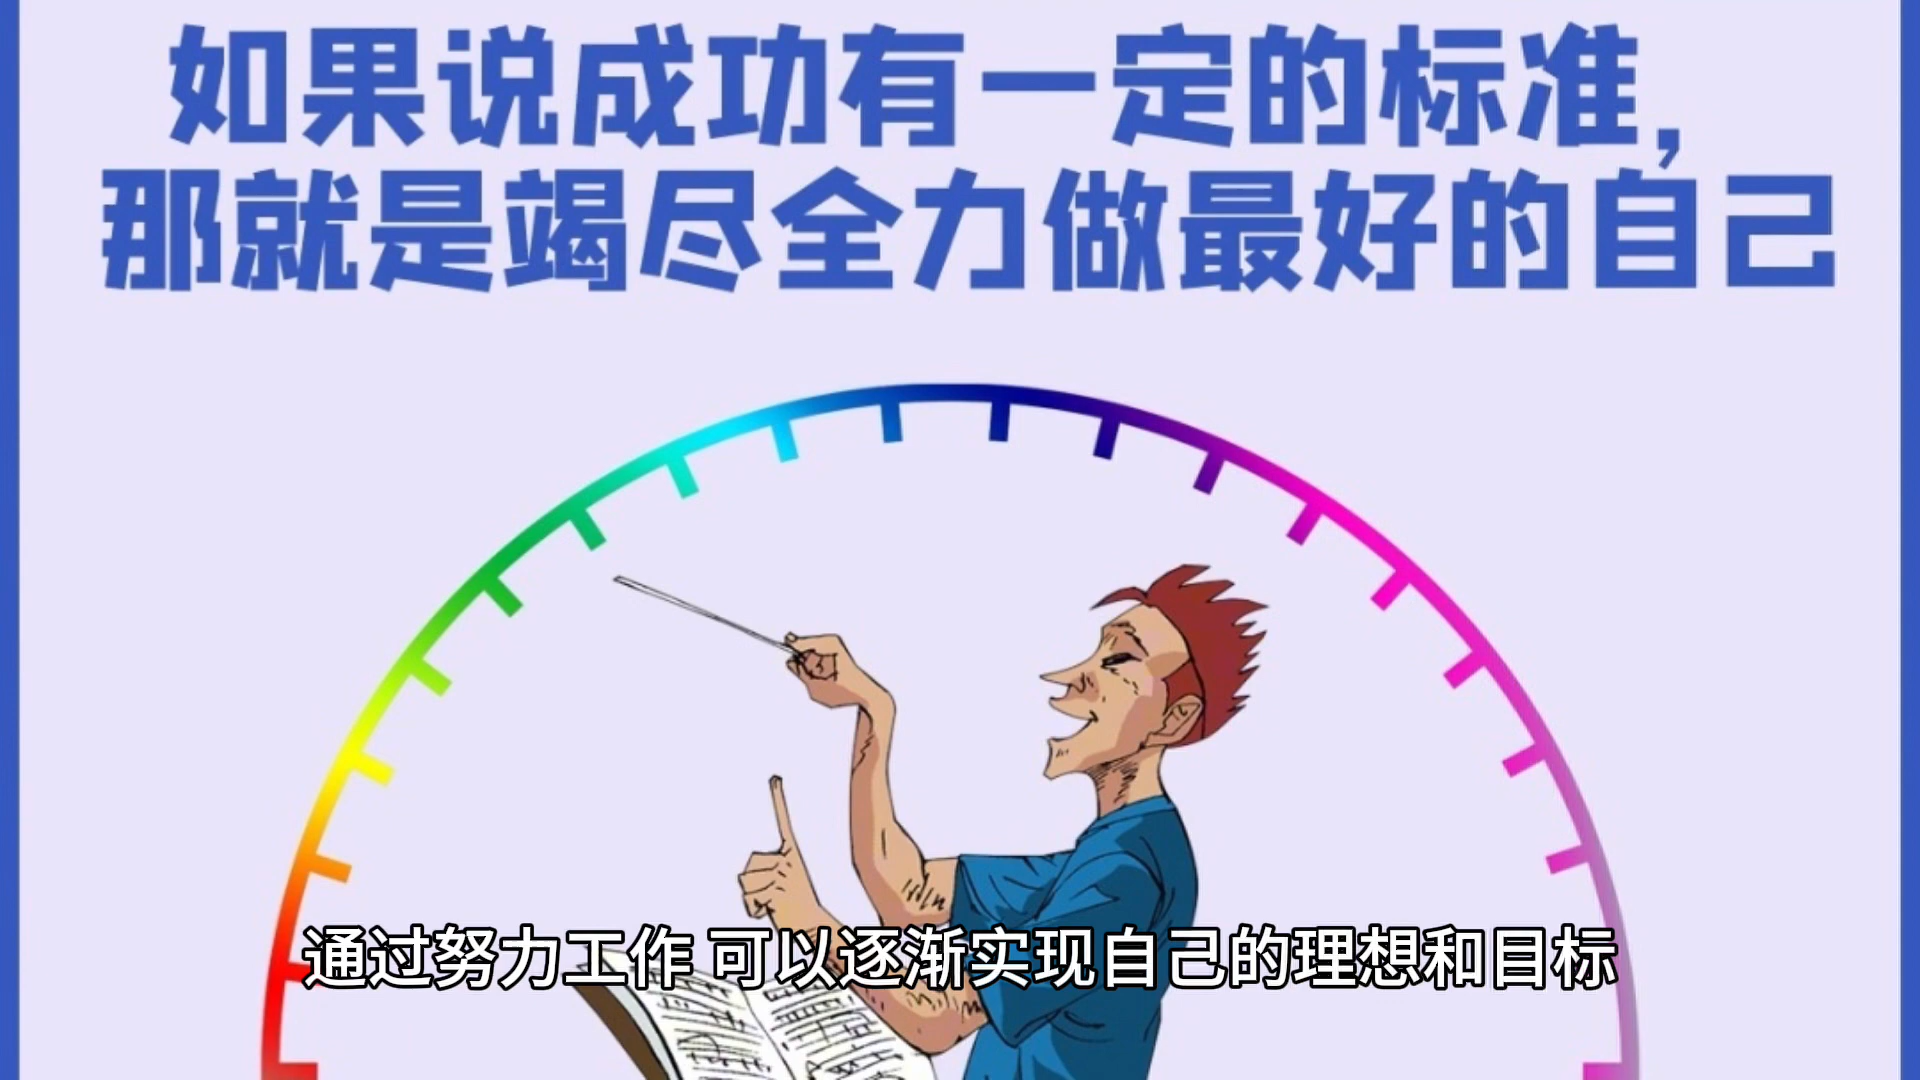 如果说成功有一定的标准，
那就是竭尽全力做最好的自己
通过努力工作 可以逐渐实现自己的理想和目标